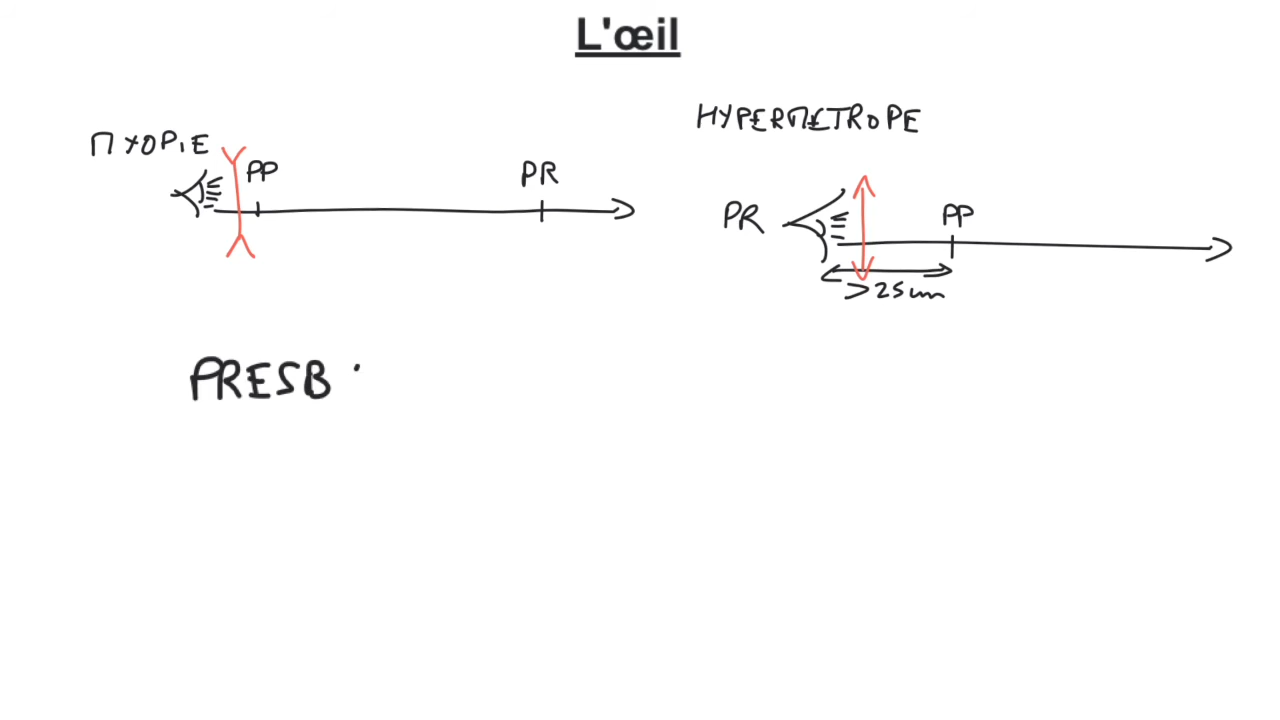 L'œil
MYOPIE
PP
PR
HYPERMETROPE
PR
PP
>25cm
PRESB